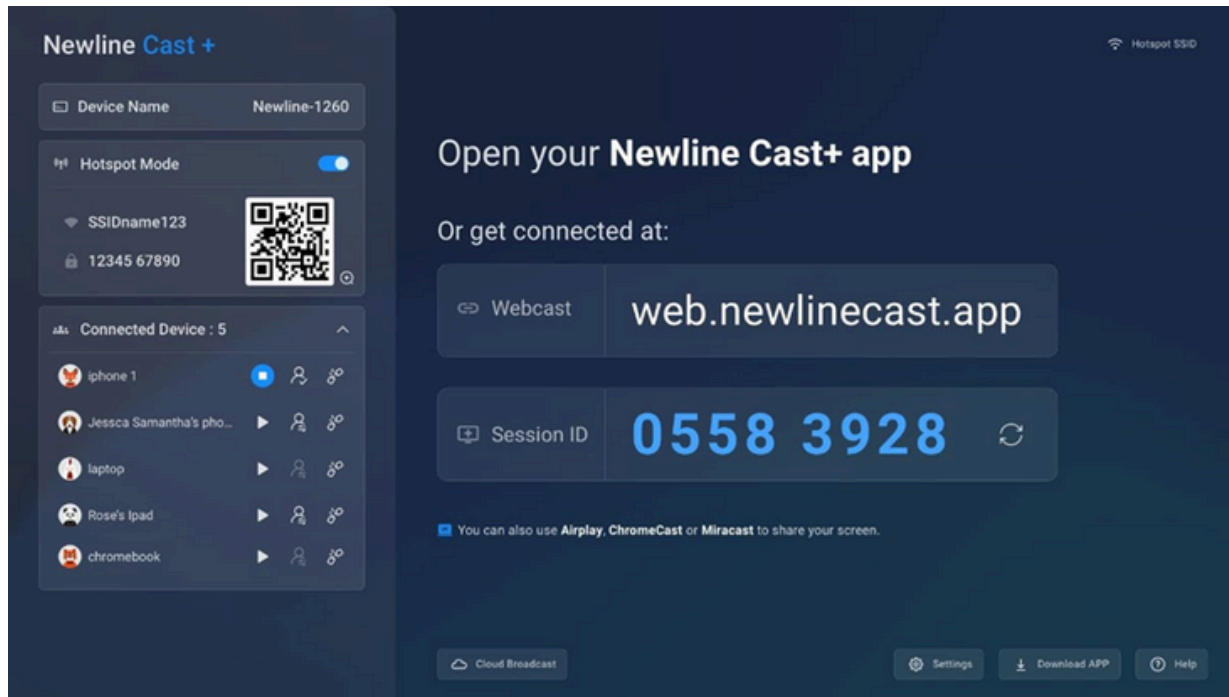 Newline Cast +
Hotspot SSID
Device Name Newline-1260
Hotspot Mode
SSIDname123
12345 67890
Connected Device : 5
iphone 1
Jessca Samantha's pho...
laptop
Rose's Ipad
chromebook
Open your Newline Cast+ app
Or get connected at:
Webcast web.newlinecast.app
Session ID 0558 3928
You can also use Airplay, ChromeCast or Miracast to share your screen.
Cloud Broadcast
Settings
Download APP
Help